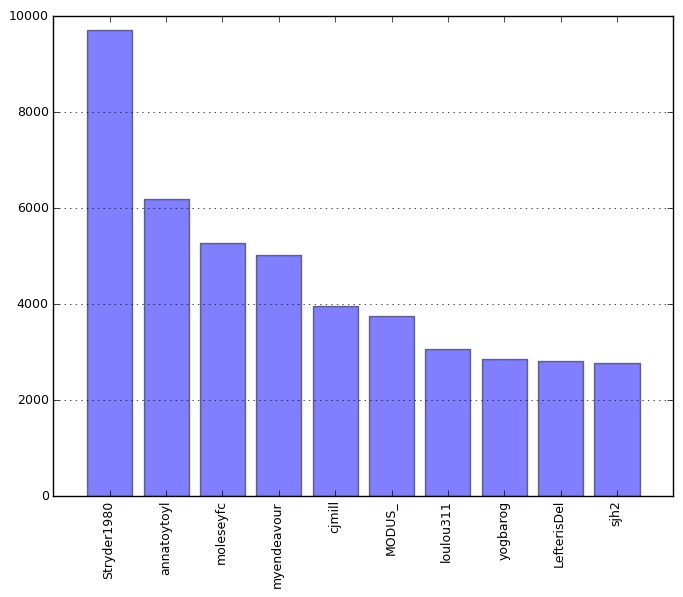 10000
8000
6000
4000
2000
0
Stryder1980
annatoytoyl
moleseyfc
myendeavour
cjmill
MODUS_
loulou311
yogbarog
LefterisDel
sjh2